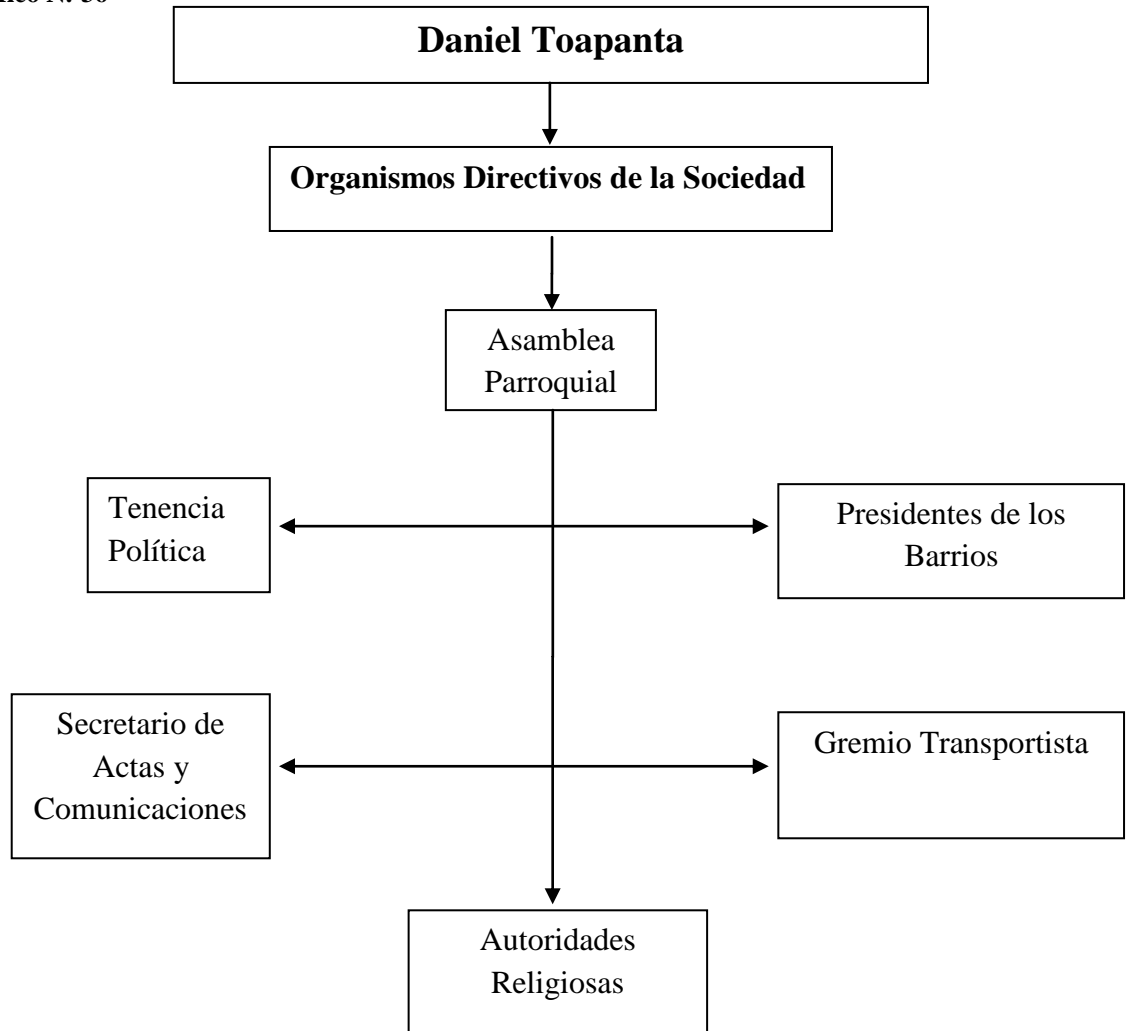 Daniel Toapanta
Organismos Directivos de la Sociedad
Asamblea
Parroquial
Tenencia
Política
Presidentes de los
Barrios
Secretario de
Actas y
Comunicaciones
Gremio Transportista
Autoridades
Religiosas